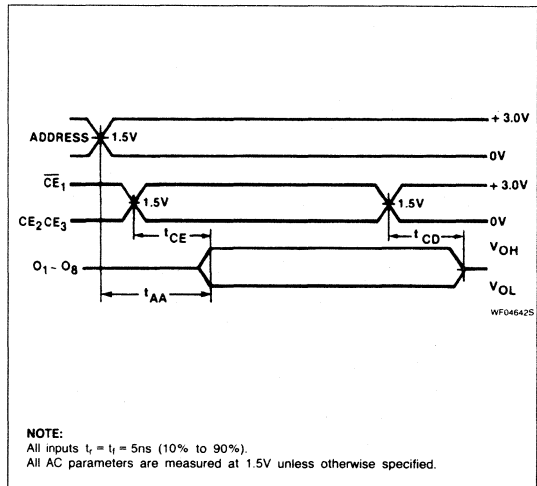 + 3.0V
ADDRESS 1.5V
0V
CE1 + 3.0V
1.5V 1.5V
CE2CE3 0V
tCE tCD
VOH
O1 - O8
VOL
tAA
WF04642S
NOTE:
All inputs tr = tf = 5ns (10% to 90%).
All AC parameters are measured at 1.5V unless otherwise specified.